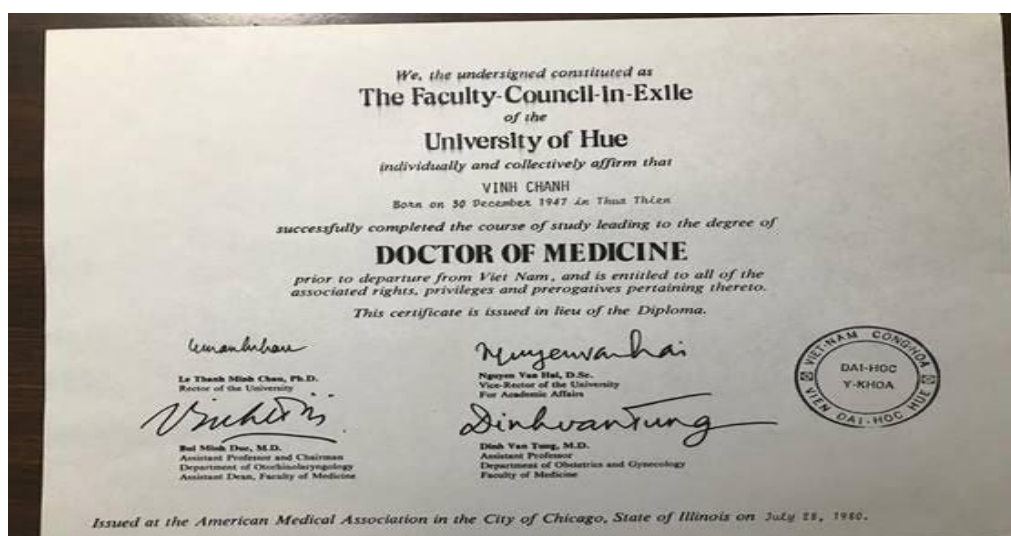 We, the undersigned constituted as
The Faculty-Council-in-Exile
of the
University of Hue
individually and collectively affirm that
VINH CHANH
Born on 30 December 1947 in Thua Thien
successfully completed the course of study leading to the degree of
DOCTOR OF MEDICINE
prior to departure from Viet Nam, and is entitled to all of the
associated rights, privileges and prerogatives pertaining thereto.
This certificate is issued in lieu of the Diploma.
Nguyenvanhai
Le Thanh Minh Chau, Ph.D.
Rector of the University
Nguyen Van Hai, D.Sc.
Vice-Rector of the University
For Academic Affairs
DinhvanTung
Bui Minh Duc, M.D.
Assistant Professor and Chairman
Department of Otorhinolaryngology
Assistant Dean, Faculty of Medicine
Dinh Van Tung, M.D.
Assistant Professor
Department of Obstetrics and Gynecology
Faculty of Medicine
VIET-NAM CONG-HOA
DAI-HOC
Y-KHOA
VIEN DAI-HOC HUE
Issued at the American Medical Association in the City of Chicago, State of Illinois on July 28, 1980.